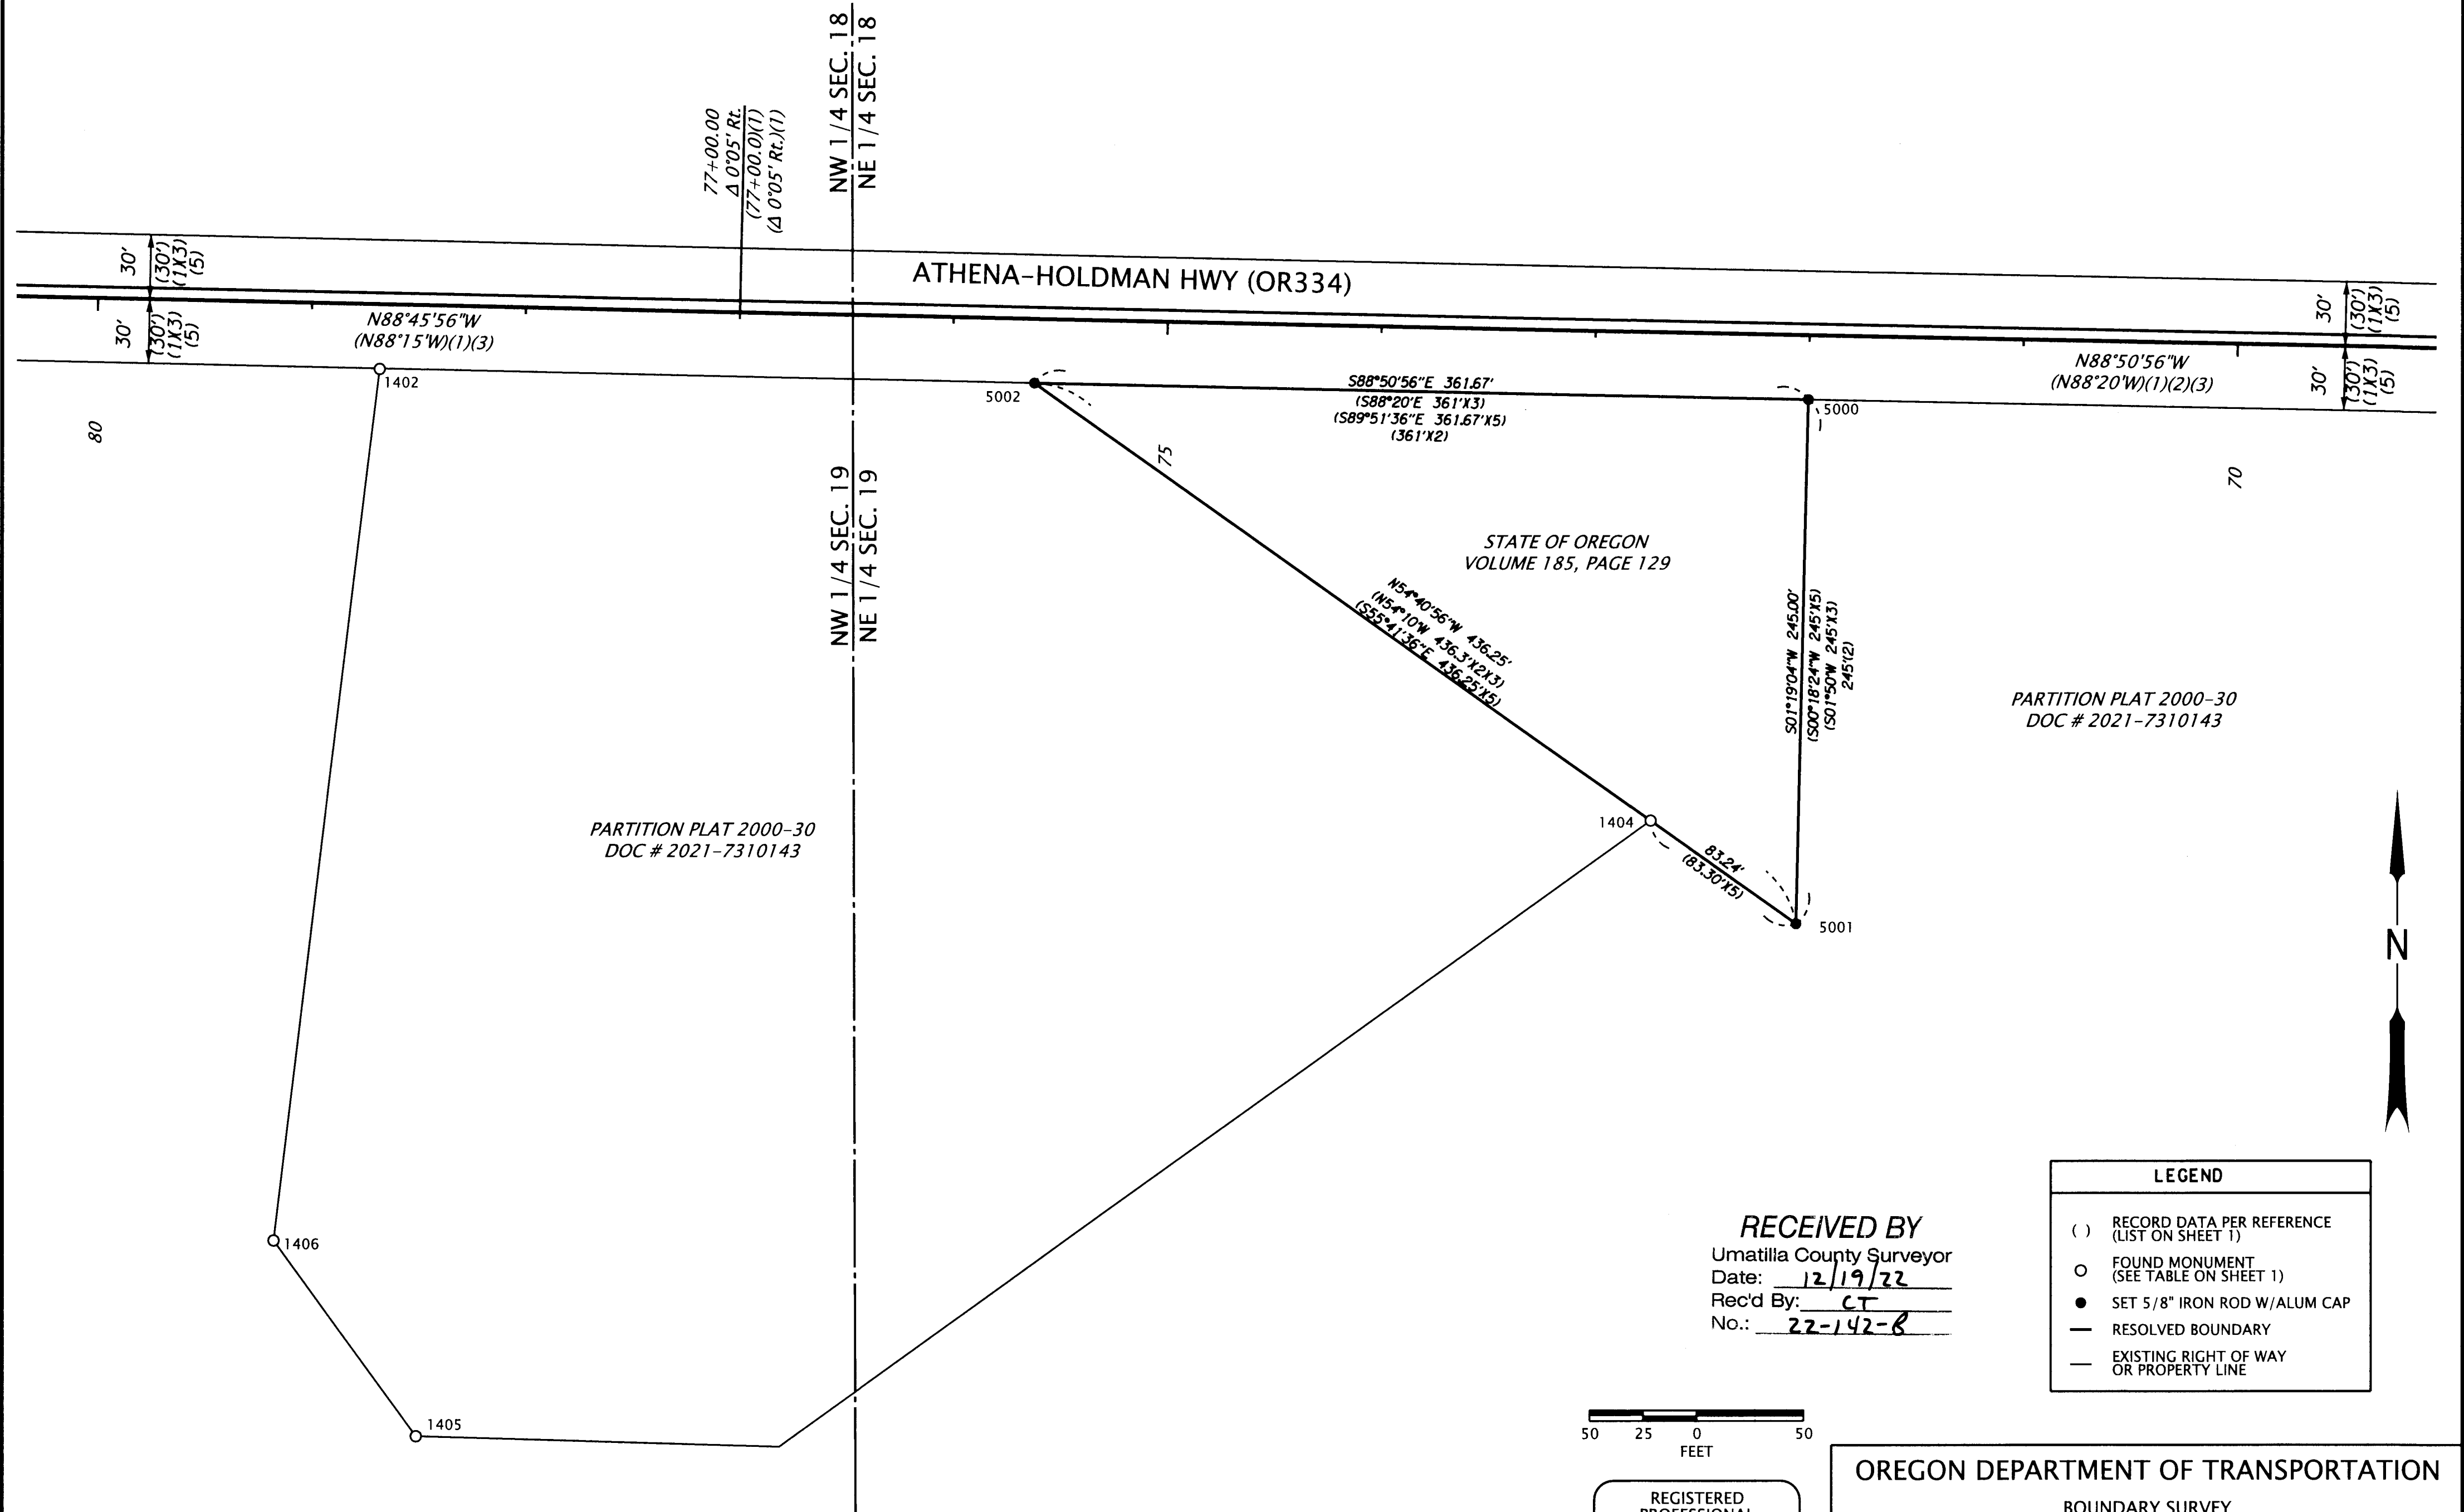 NW 1/4 SEC. 18
NE 1/4 SEC. 18
77+00.00
Δ 0°05' Rt.
(77+00.0)(1)
(Δ 0°05' Rt.)(1)
ATHENA-HOLDMAN HWY (OR334)
30'
(30')
(1)(3)
(5)
30'
(30')
(1)(3)
(5)
N88°45'56"W
(N88°15'W)(1)(3)
1402
80
5002
S88°50'56"E 361.67'
(S88°20'E 361')(3)
(S89°51'36"E 361.67')(5)
(361')(2)
5000
N88°50'56"W
(N88°20'W)(1)(2)(3)
30'
(30')
(1)(3)
(5)
30'
(30')
(1)(3)
(5)
75
70
NW 1/4 SEC. 19
NE 1/4 SEC. 19
STATE OF OREGON
VOLUME 185, PAGE 129
N54°40'56"W 436.25'
(N54°10'W 436.3')(2)(3)
(S55°41'36"E 436.25')(5)
S01°19'04"W 245.00'
(S00°18'24"W 245')(5)
(S01°50'W 245')(3)
245'(2)
PARTITION PLAT 2000-30
DOC # 2021-7310143
PARTITION PLAT 2000-30
DOC # 2021-7310143
1404
83.24'
(83.30')(5)
5001
N
1406
1405
RECEIVED BY
Umatilla County Surveyor
Date: 12/19/22
Rec'd By: CT
No.: 22-142-B
LEGEND
( ) RECORD DATA PER REFERENCE
(LIST ON SHEET 1)
FOUND MONUMENT
(SEE TABLE ON SHEET 1)
SET 5/8" IRON ROD W/ALUM CAP
RESOLVED BOUNDARY
EXISTING RIGHT OF WAY
OR PROPERTY LINE
50 25 0 50
FEET
REGISTERED
PROFESSIONAL
OREGON DEPARTMENT OF TRANSPORTATION
BOUNDARY SURVEY